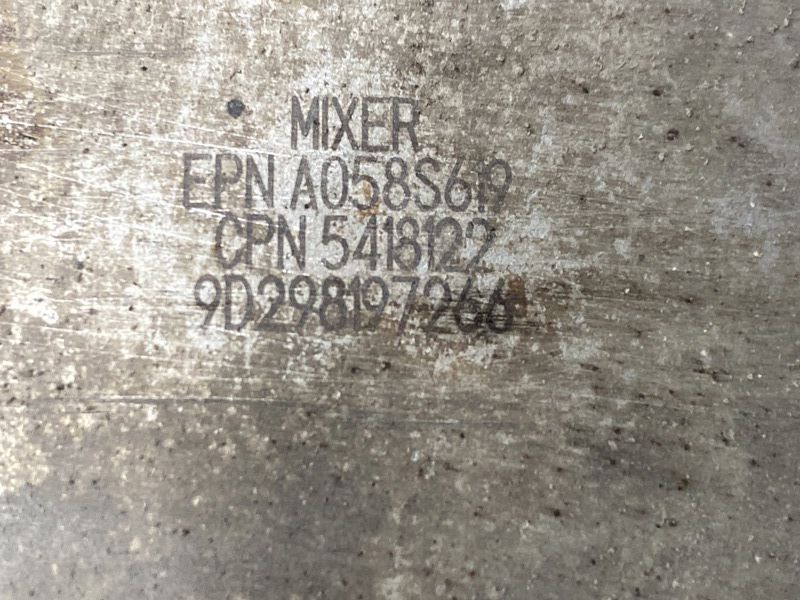 MIXER
EPN A058S619
CPN 5418122
9D298197266